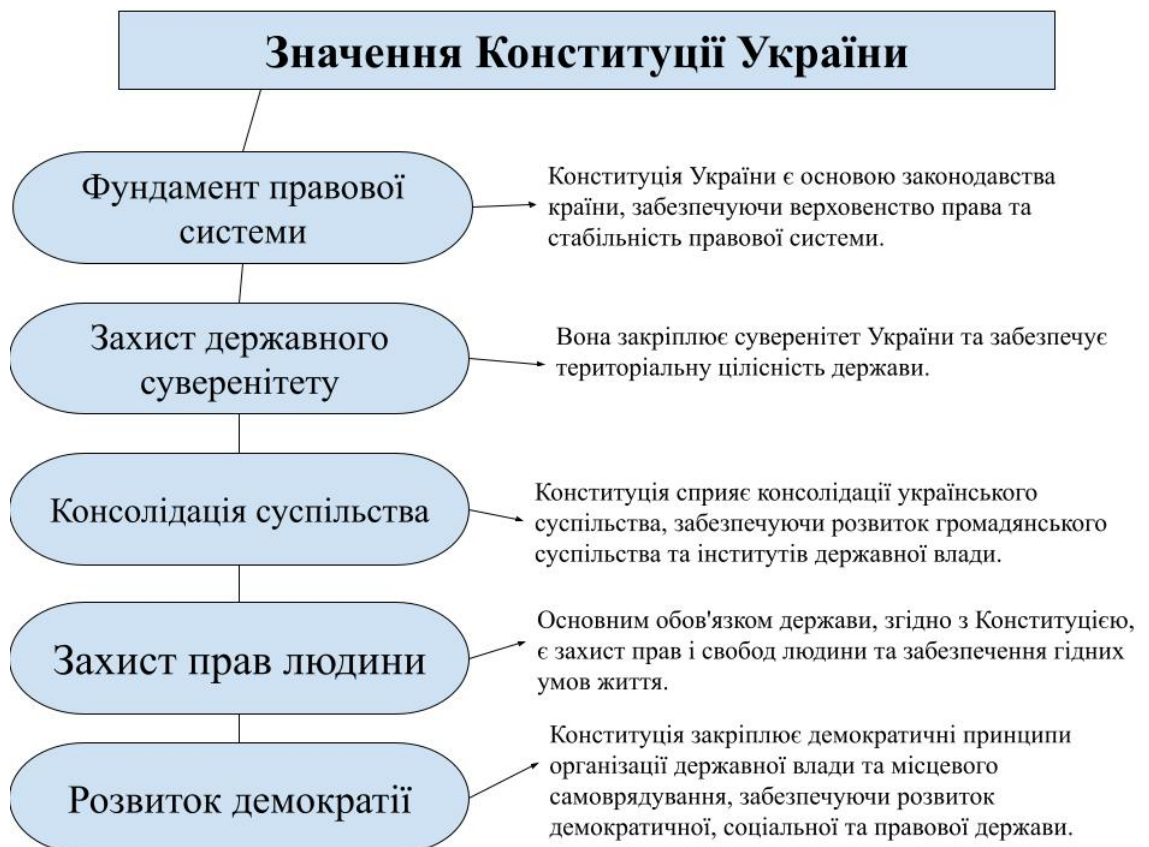 Значення Конституції України
Фундамент правової
системи
Конституція України є основою законодавства
країни, забезпечуючи верховенство права та
стабільність правової системи.
Захист державного
суверенітету
Вона закріплює суверенітет України та забезпечує
територіальну цілісність держави.
Консолідація суспільства
Конституція сприяє консолідації українського
суспільства, забезпечуючи розвиток громадянського
суспільства та інститутів державної влади.
Захист прав людини
Основним обов'язком держави, згідно з Конституцією,
є захист прав і свобод людини та забезпечення гідних
умов життя.
Розвиток демократії
Конституція закріплює демократичні принципи
організації державної влади та місцевого
самоврядування, забезпечуючи розвиток
демократичної, соціальної та правової держави.